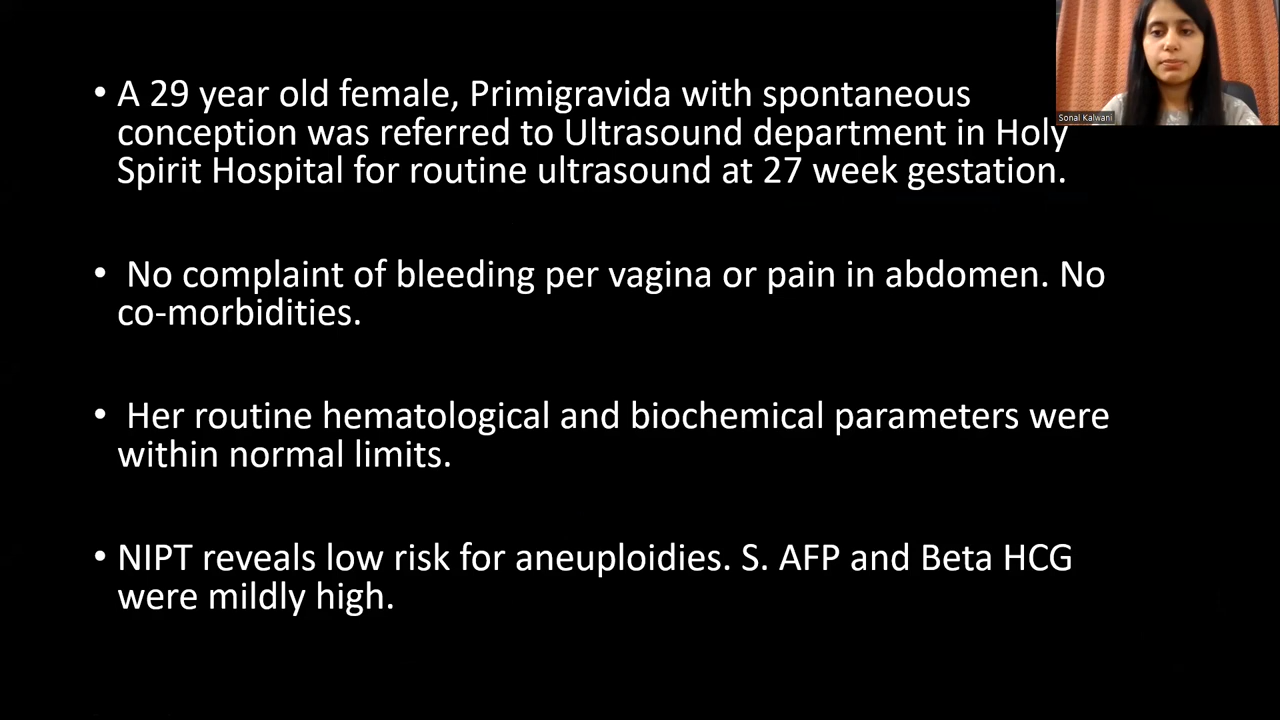 • A 29 year old female, Primigravida with spontaneous
conception was referred to Ultrasound department in Holy
Spirit Hospital for routine ultrasound at 27 week gestation.
• No complaint of bleeding per vagina or pain in abdomen. No
co-morbidities.
• Her routine hematological and biochemical parameters were
within normal limits.
• NIPT reveals low risk for aneuploidies. S. AFP and Beta HCG
were mildly high.
Sonal Kalwani